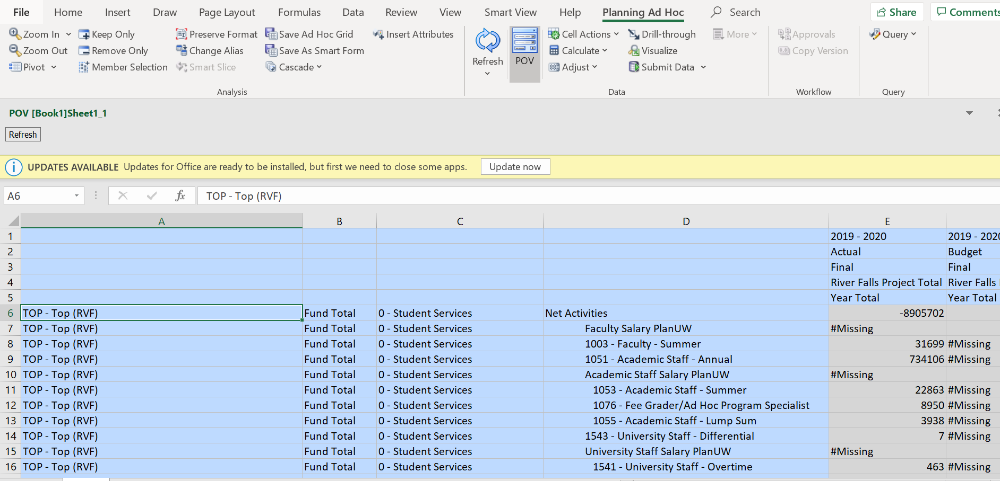 File Home Insert Draw Page Layout Formulas Data Review View Smart View Help Planning Ad Hoc Search Share Comments
Zoom In Keep Only Preserve Format Save Ad Hoc Grid Insert Attributes Cell Actions Drill-through More Approvals Query
Zoom Out Remove Only Change Alias Save As Smart Form Refresh POV Calculate Visualize Copy Version
Pivot Member Selection Smart Slice Cascade Adjust Submit Data
Analysis Data Workflow Query
POV [Book1]Sheet1_1
Refresh
UPDATES AVAILABLE Updates for Office are ready to be installed, but first we need to close some apps. Update now
A6 fx TOP - Top (RVF)
A B C D E
1 2019 - 2020 2019 - 202
2 Actual Budget
3 Final Final
4 River Falls Project Total River Falls
5 Year Total Year Total
6 TOP - Top (RVF) Fund Total 0 - Student Services Net Activities -8905702
7 TOP - Top (RVF) Fund Total 0 - Student Services Faculty Salary PlanUW #Missing
8 TOP - Top (RVF) Fund Total 0 - Student Services 1003 - Faculty - Summer 31699 #Missing
9 TOP - Top (RVF) Fund Total 0 - Student Services 1051 - Academic Staff - Annual 734106 #Missing
10 TOP - Top (RVF) Fund Total 0 - Student Services Academic Staff Salary PlanUW #Missing
11 TOP - Top (RVF) Fund Total 0 - Student Services 1053 - Academic Staff - Summer 22863 #Missing
12 TOP - Top (RVF) Fund Total 0 - Student Services 1076 - Fee Grader/Ad Hoc Program Specialist 8950 #Missing
13 TOP - Top (RVF) Fund Total 0 - Student Services 1055 - Academic Staff - Lump Sum 3938 #Missing
14 TOP - Top (RVF) Fund Total 0 - Student Services 1543 - University Staff - Differential 7 #Missing
15 TOP - Top (RVF) Fund Total 0 - Student Services University Staff Salary PlanUW #Missing
16 TOP - Top (RVF) Fund Total 0 - Student Services 1541 - University Staff - Overtime 463 #Missing